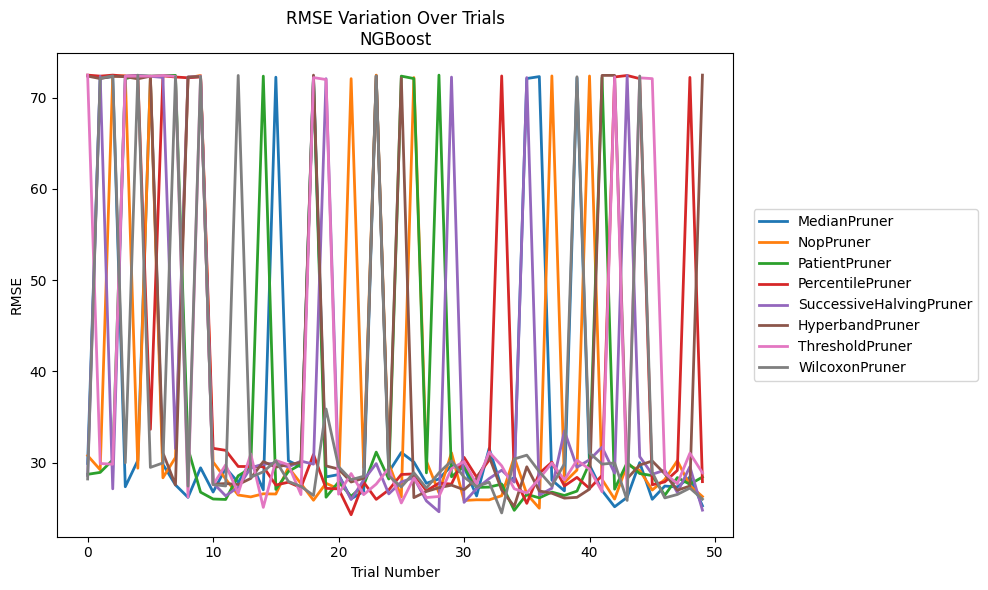 RMSE Variation Over Trials
NGBoost
RMSE
70
60
50
40
30
0
10
20
30
40
50
Trial Number
MedianPruner
NopPruner
PatientPruner
PercentilePruner
SuccessiveHalvingPruner
HyperbandPruner
ThresholdPruner
WilcoxonPruner